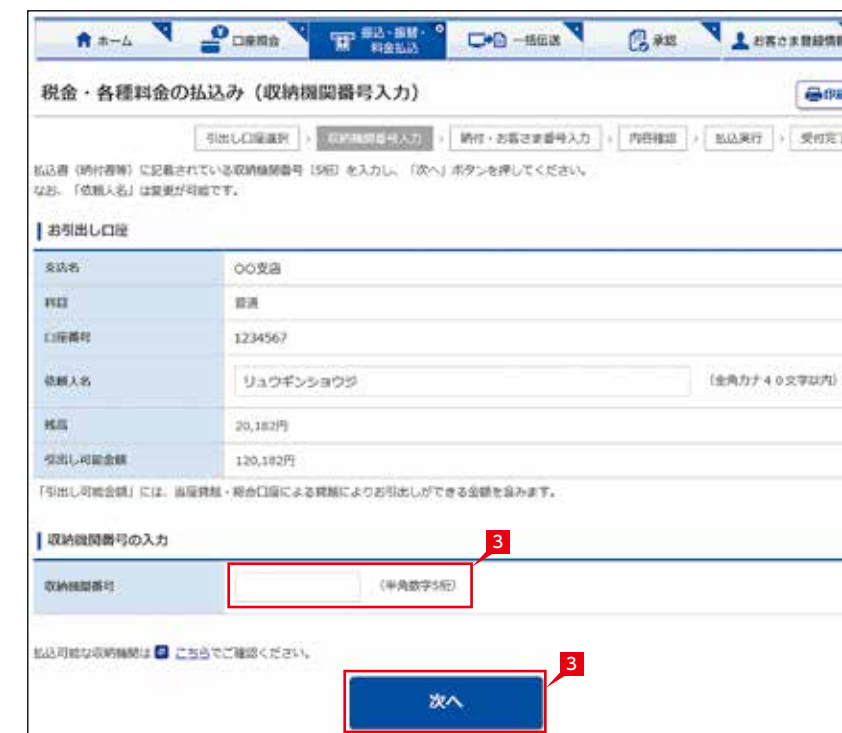 ホーム
口座照会
振込・振替・
料金払込
一括伝送
承認
お客さま登録情報
税金・各種料金の払込み（収納機関番号入力）
印刷
引出し口座選択
収納機関番号入力
納付・お客さま番号入力
内容確認
払込実行
受付完了
払込書（納付書等）に記載されている収納機関番号（5桁）を入力し、「次へ」ボタンを押してください。
なお、「依頼人名」は変更が可能です。
お引出し口座
支店名 〇〇支店
科目 普通
口座番号 1234567
依頼人名 リュウギンショウジ （全角カナ４０文字以内）
残高 20,182円
引出し可能金額 120,182円
「引出し可能金額」には、当座貸越・総合口座による貸越によりお引出しができる金額を含みます。
収納機関番号の入力
3
収納機関番号 （半角数字5桁）
払込可能な収納機関は こちらでご確認ください。
3
次へ